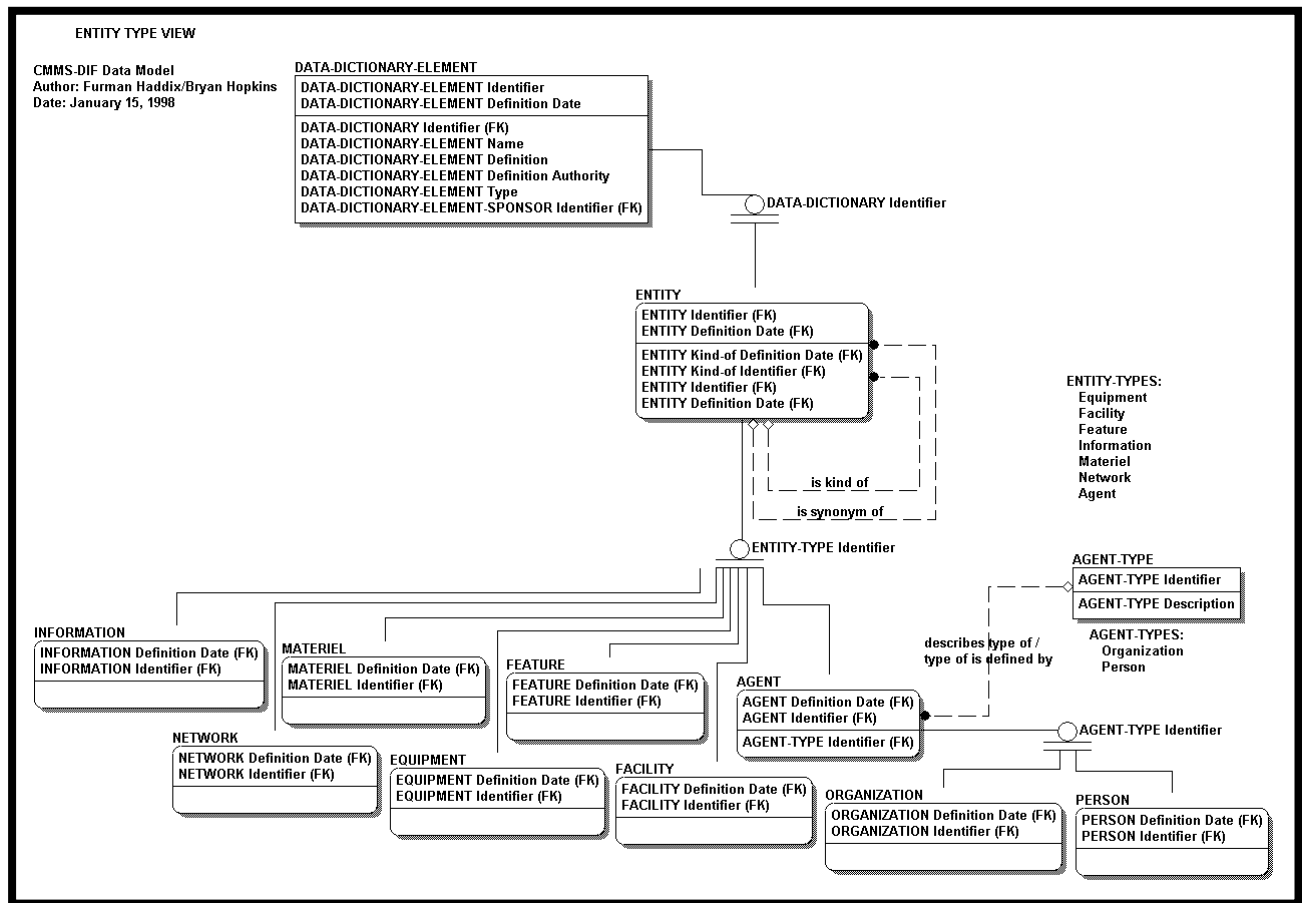 ENTITY TYPE VIEW
CMMS-DIF Data Model
Author: Furman Haddix/Bryan Hopkins
Date: January 15, 1998
DATA-DICTIONARY-ELEMENT
DATA-DICTIONARY-ELEMENT Identifier
DATA-DICTIONARY-ELEMENT Definition Date
DATA-DICTIONARY Identifier (FK)
DATA-DICTIONARY-ELEMENT Name
DATA-DICTIONARY-ELEMENT Definition
DATA-DICTIONARY-ELEMENT Definition Authority
DATA-DICTIONARY-ELEMENT Type
DATA-DICTIONARY-ELEMENT-SPONSOR Identifier (FK)
DATA-DICTIONARY Identifier
ENTITY
ENTITY Identifier (FK)
ENTITY Definition Date (FK)
ENTITY Kind-of Definition Date (FK)
ENTITY Kind-of Identifier (FK)
ENTITY Identifier (FK)
ENTITY Definition Date (FK)
is kind of
is synonym of
ENTITY-TYPES:
Equipment
Facility
Feature
Information
Materiel
Network
Agent
ENTITY-TYPE Identifier
AGENT-TYPE
AGENT-TYPE Identifier
AGENT-TYPE Description
AGENT-TYPES:
Organization
Person
describes type of /
type of is defined by
INFORMATION
INFORMATION Definition Date (FK)
INFORMATION Identifier (FK)
MATERIEL
MATERIEL Definition Date (FK)
MATERIEL Identifier (FK)
FEATURE
FEATURE Definition Date (FK)
FEATURE Identifier (FK)
AGENT
AGENT Definition Date (FK)
AGENT Identifier (FK)
AGENT-TYPE Identifier (FK)
AGENT-TYPE Identifier
NETWORK
NETWORK Definition Date (FK)
NETWORK Identifier (FK)
EQUIPMENT
EQUIPMENT Definition Date (FK)
EQUIPMENT Identifier (FK)
FACILITY
FACILITY Definition Date (FK)
FACILITY Identifier (FK)
ORGANIZATION
ORGANIZATION Definition Date (FK)
ORGANIZATION Identifier (FK)
PERSON
PERSON Definition Date (FK)
PERSON Identifier (FK)